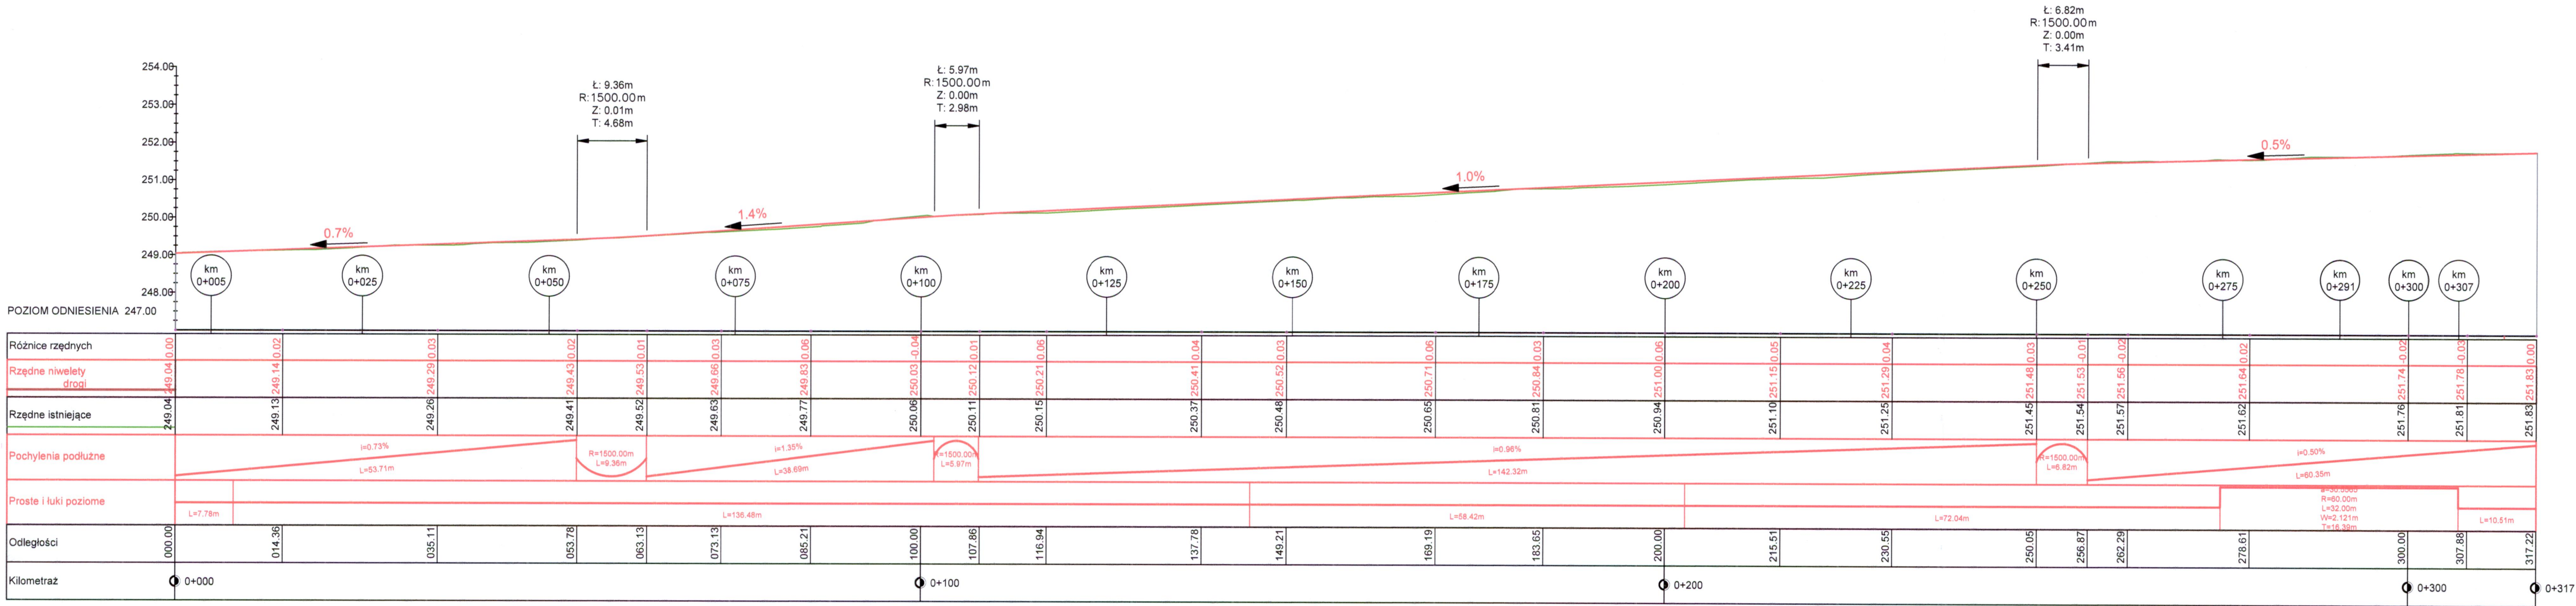 Ł: 6.82m
R: 1500.00m
Z: 0.00m
T: 3.41m
Ł: 5.97m
R: 1500.00m
Z: 0.00m
T: 2.98m
Ł: 9.36m
R: 1500.00m
Z: 0.01m
T: 4.68m
254.00
253.00
252.00
251.00
250.00
249.00
248.00
0.7%
1.4%
1.0%
0.5%
km 0+005
km 0+025
km 0+050
km 0+075
km 0+100
km 0+125
km 0+150
km 0+175
km 0+200
km 0+225
km 0+250
km 0+275
km 0+291
km 0+300
km 0+307
POZIOM ODNIESIENIA 247.00
Różnice rzędnych
0.00 0.02 0.03 0.02 0.01 0.03 0.06 -0.04 0.01 0.06 0.04 0.03 0.06 0.03 0.06 0.05 0.04 0.03 -0.01 -0.02 0.02 -0.02 -0.03 0.00
Rzędne niwelety
drogi
249.04 249.14 249.29 249.43 249.53 249.66 249.83 250.03 250.12 250.21 250.41 250.52 250.71 250.84 251.00 251.15 251.29 251.48 251.53 251.56 251.64 251.74 251.78 251.83
Rzędne istniejące
249.04 249.13 249.26 249.41 249.52 249.63 249.77 250.06 250.11 250.15 250.37 250.48 250.65 250.81 250.94 251.10 251.25 251.45 251.54 251.57 251.62 251.76 251.81 251.83
Pochylenia podłużne
i=0.73%
L=53.71m
R=1500.00m
L=9.36m
i=1.35%
L=38.69m
R=1500.00m
L=5.97m
i=0.96%
L=142.32m
R=1500.00m
L=6.82m
i=0.50%
L=60.35m
Proste i łuki poziome
L=7.78m
L=136.48m
L=58.42m
L=72.04m
R=60.00m
L=32.00m
W=2.121m
T=16.39m
L=10.51m
Odległości
000.00 014.36 035.11 053.78 063.13 073.13 085.21 100.00 107.86 116.94 137.78 149.21 169.19 183.65 200.00 215.51 230.55 250.05 256.87 262.29 278.61 300.00 307.88 317.22
Kilometraż
0+000
0+100
0+200
0+300
0+317